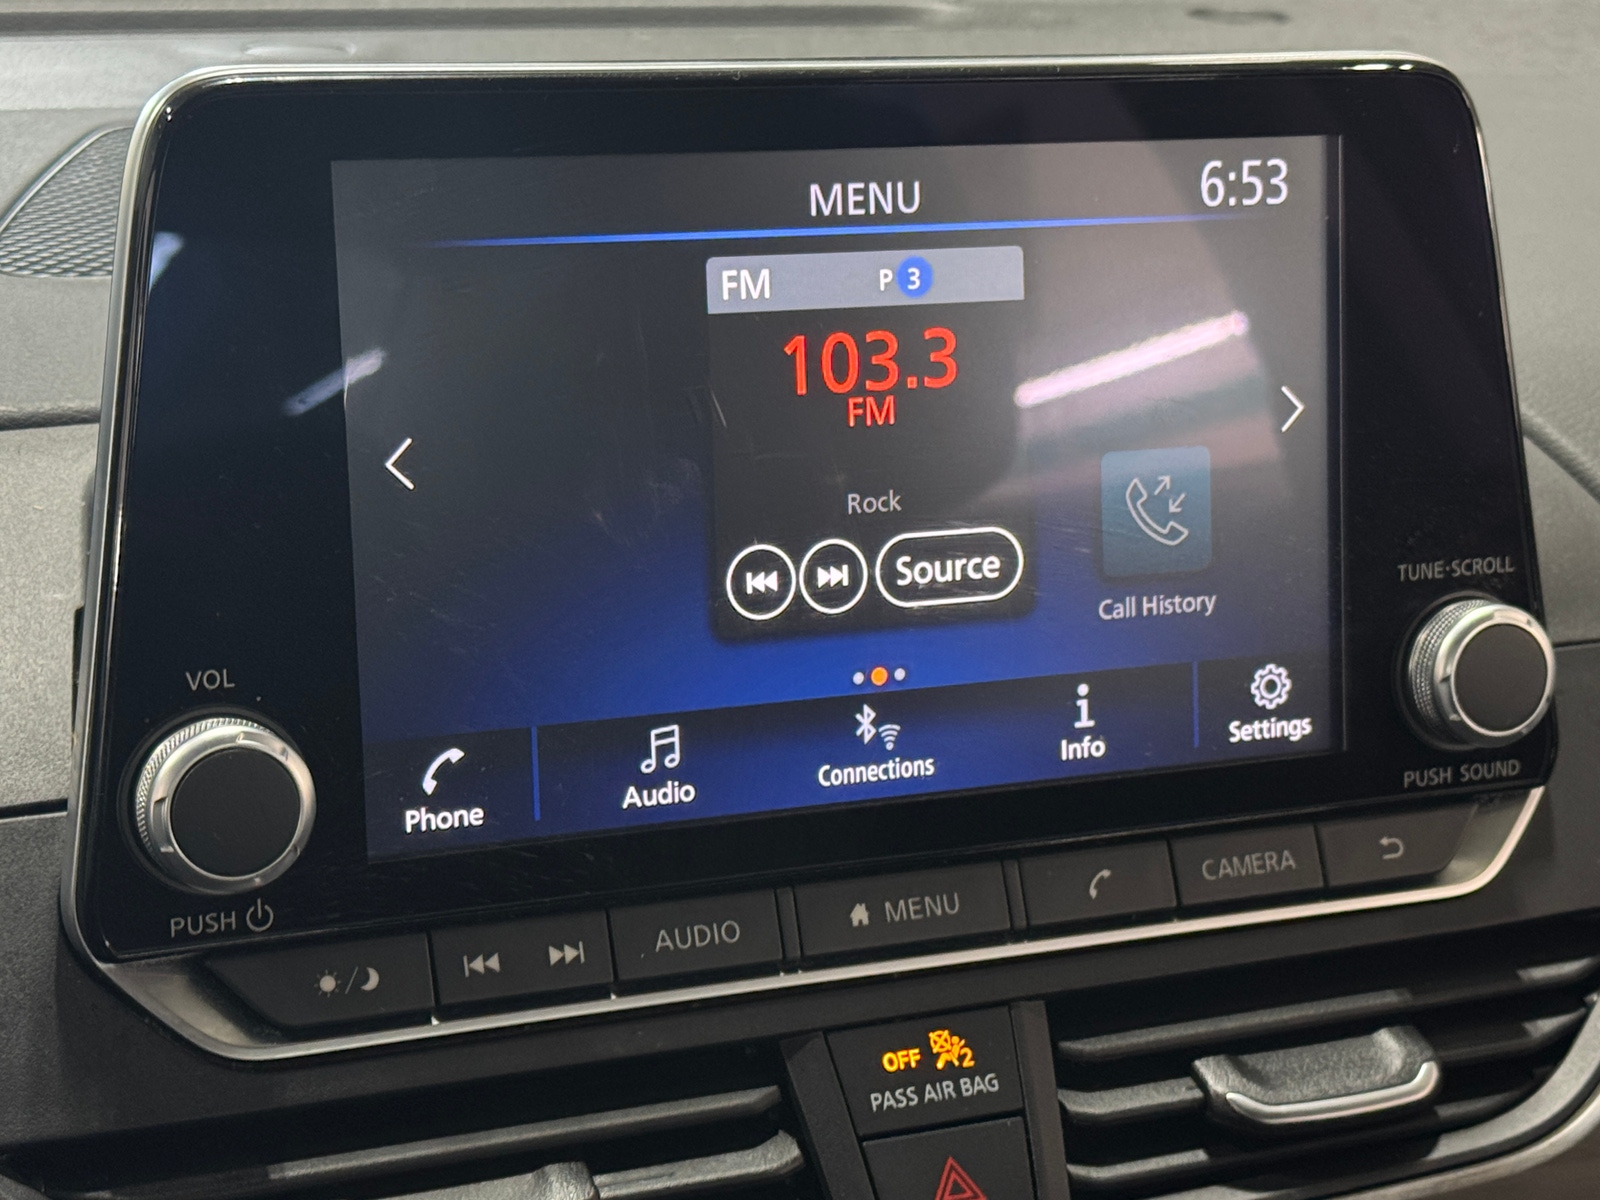 MENU
6:53
FM P 3
103.3
FM
Rock
Source
Call History
Phone
Audio
Connections
Info
Settings
VOL
PUSH
TUNE·SCROLL
PUSH SOUND
AUDIO
MENU
CAMERA
OFF 2
PASS AIR BAG